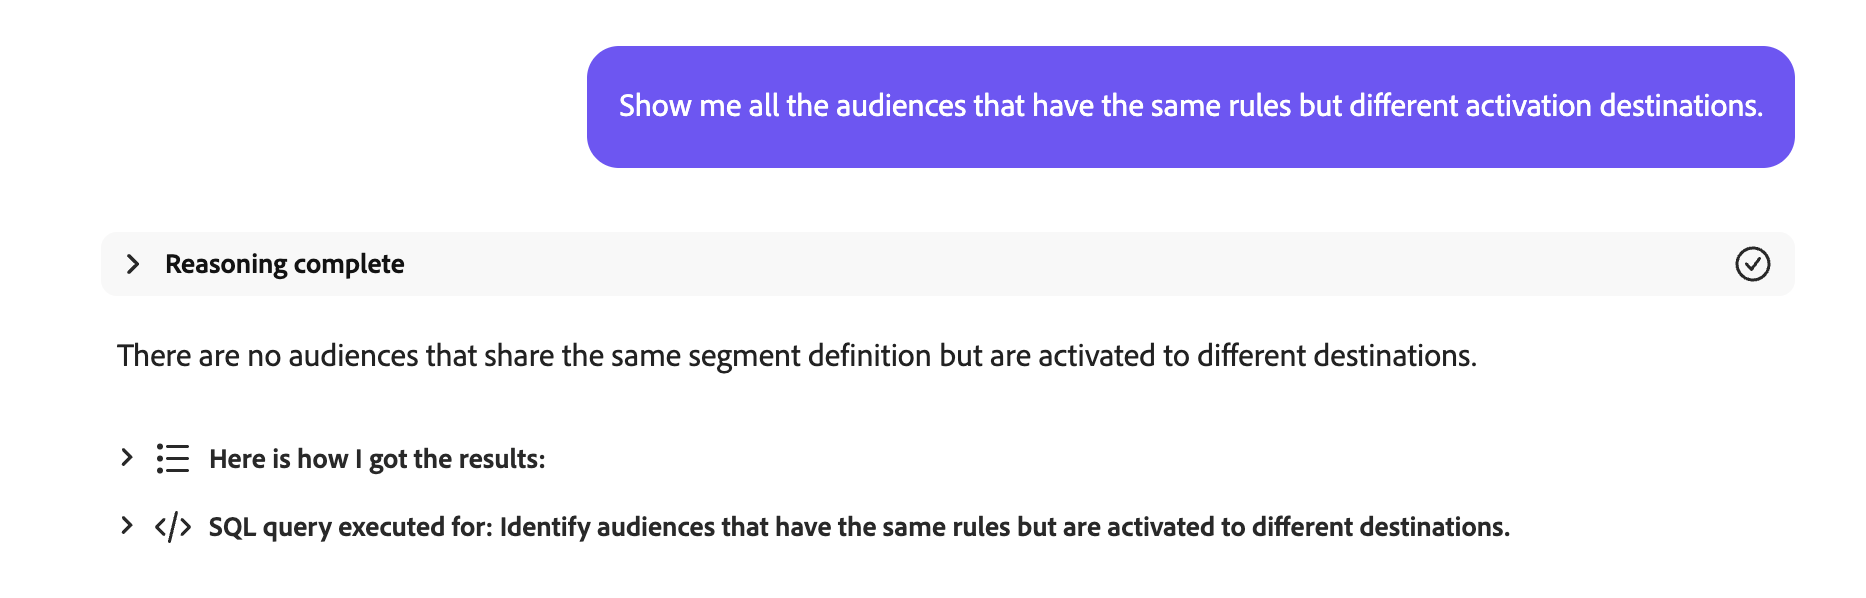 Show me all the audiences that have the same rules but different activation destinations.
Reasoning complete
There are no audiences that share the same segment definition but are activated to different destinations.
Here is how I got the results:
SQL query executed for: Identify audiences that have the same rules but are activated to different destinations.